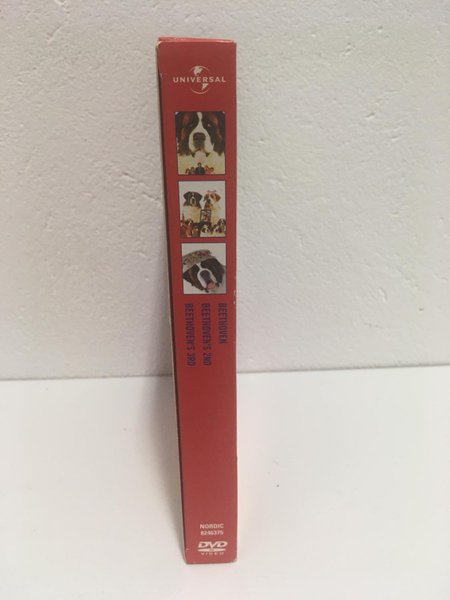 UNIVERSAL
BEETHOVEN
BEETHOVEN'S 2ND
BEETHOVEN'S 3RD
NORDIC
8246375
DVD
VIDEO